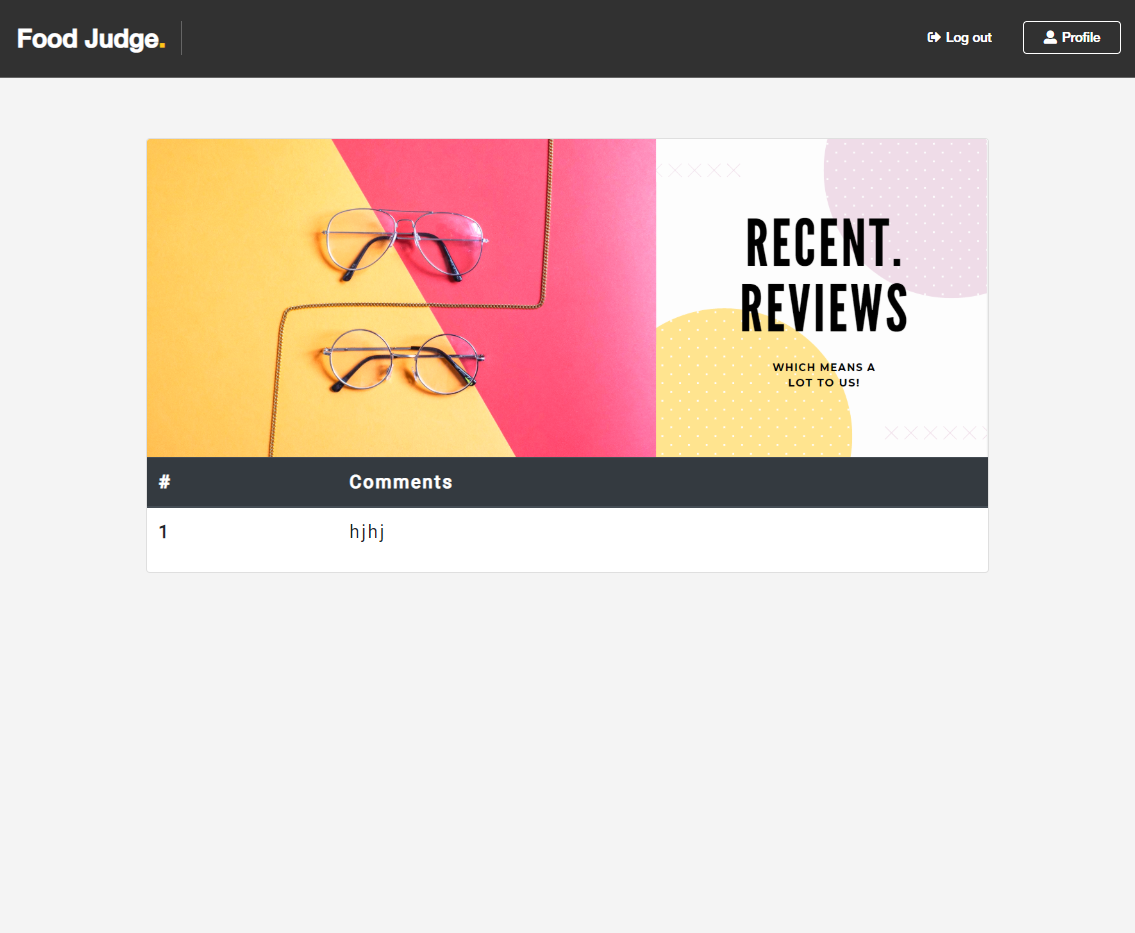 Food Judge.
Log out
Profile
RECENT.
REVIEWS
WHICH MEANS A
LOT TO US!
# Comments
1 hjhj